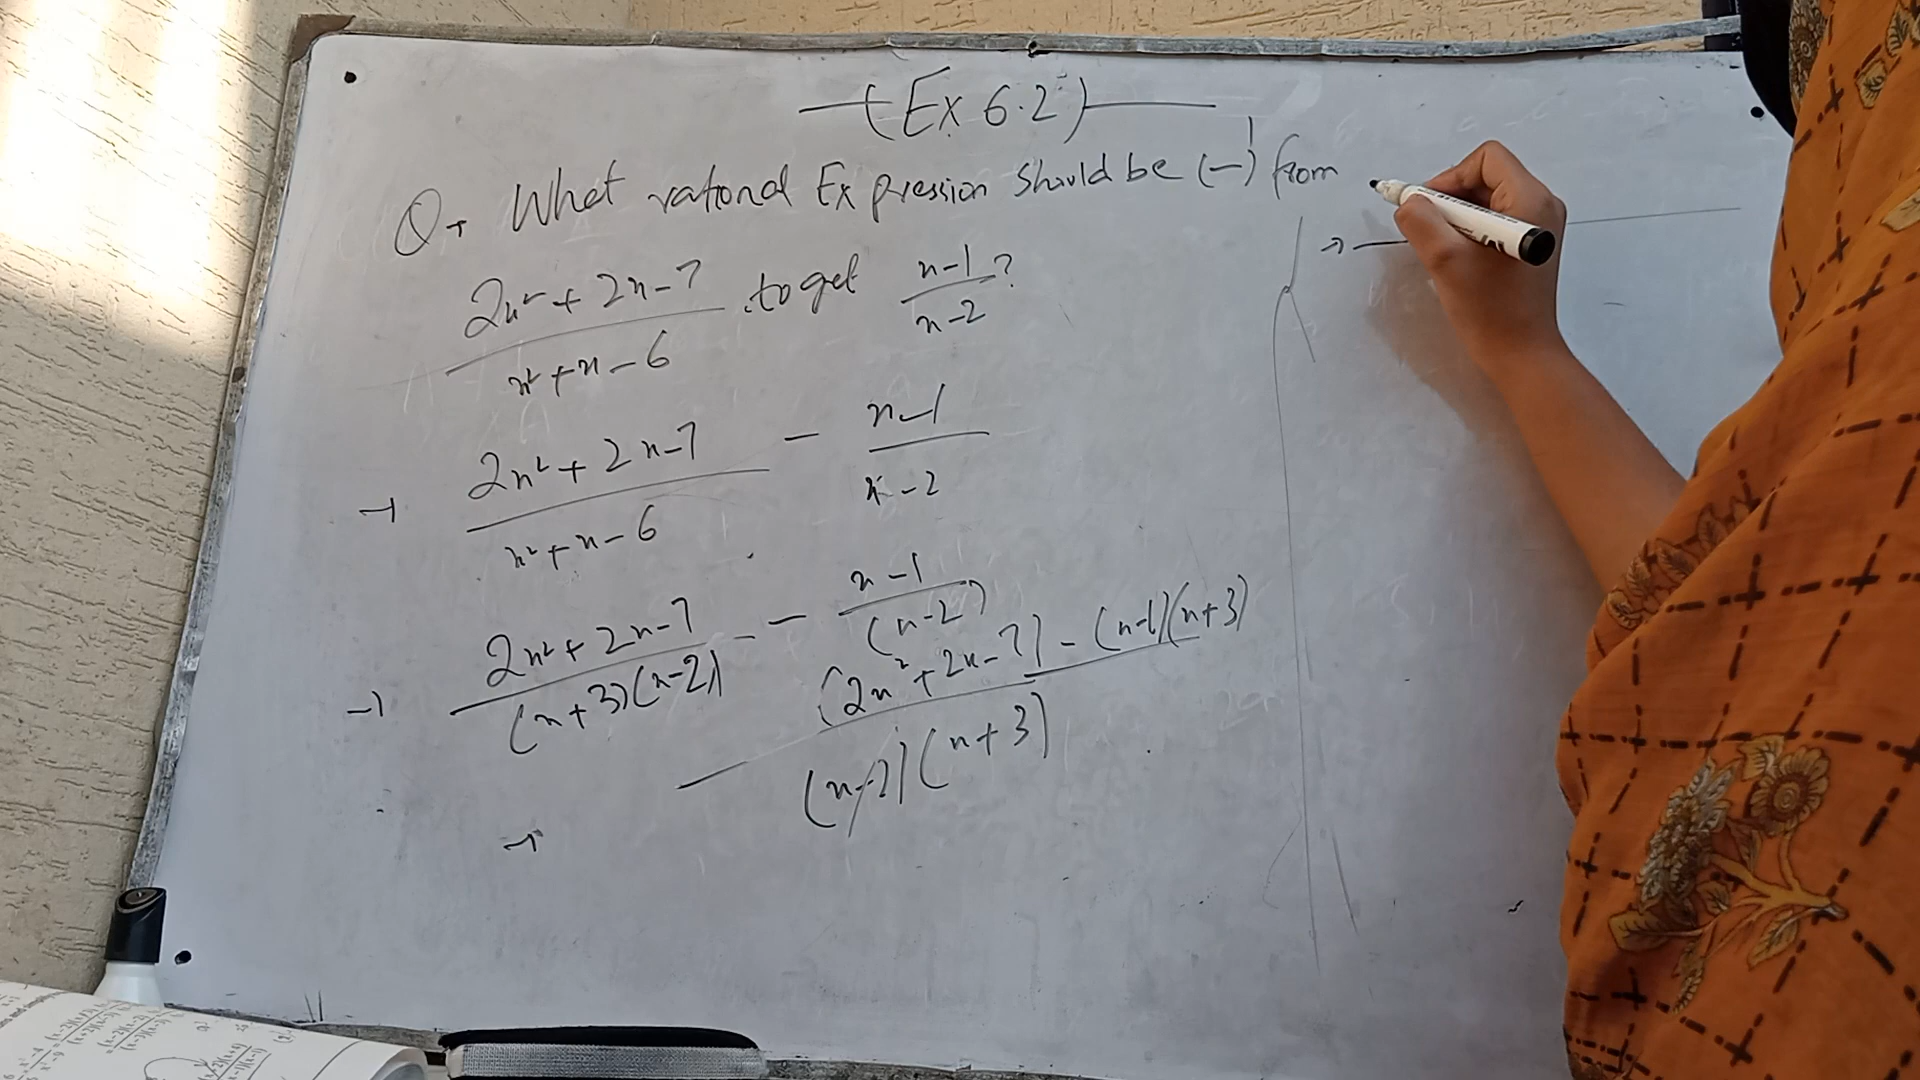 (Ex 6.2)
Q. What rational Expression should be (-) from
2x² + 2x - 7 / x² + x - 6 . to get x - 1 / x - 2 ?
→ 2x² + 2x - 7 / x² + x - 6 - x - 1 / x - 2
→ 2x² + 2x - 7 / (x + 3)(x - 2) - x - 1 / (x - 2)
(2x² + 2x - 7) - (x - 1)(x + 3) / (x - 2)(x + 3)
→
→